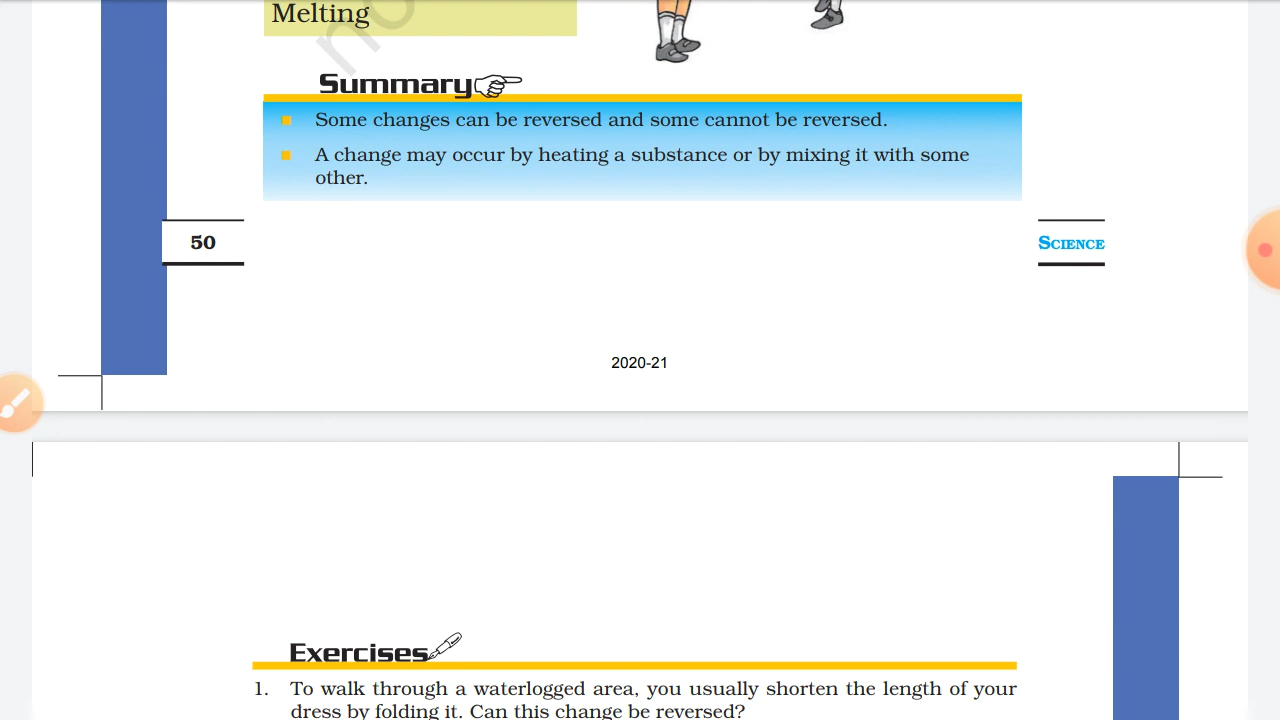 Melting
no
Summary
Some changes can be reversed and some cannot be reversed.
A change may occur by heating a substance or by mixing it with some
other.
50
SCIENCE
2020-21
Exercises
1. To walk through a waterlogged area, you usually shorten the length of your
dress by folding it. Can this change be reversed?